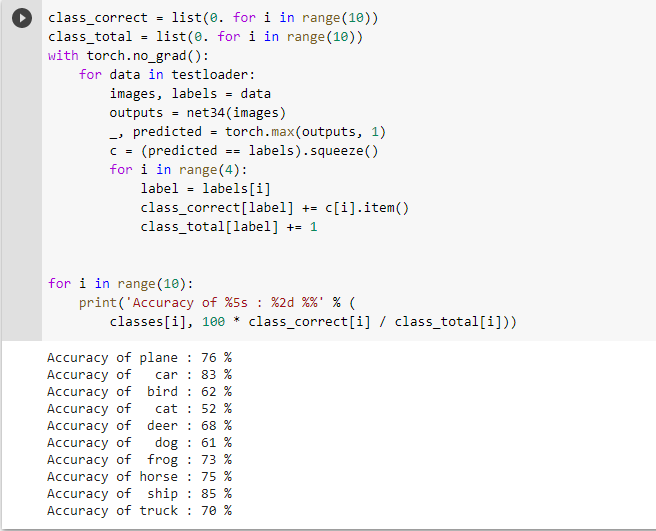 class_correct = list(0. for i in range(10))
class_total = list(0. for i in range(10))
with torch.no_grad():
    for data in testloader:
        images, labels = data
        outputs = net34(images)
        _, predicted = torch.max(outputs, 1)
        c = (predicted == labels).squeeze()
        for i in range(4):
            label = labels[i]
            class_correct[label] += c[i].item()
            class_total[label] += 1
for i in range(10):
    print('Accuracy of %5s : %2d %%' % (
        classes[i], 100 * class_correct[i] / class_total[i]))
Accuracy of plane : 76 %
Accuracy of   car : 83 %
Accuracy of  bird : 62 %
Accuracy of   cat : 52 %
Accuracy of  deer : 68 %
Accuracy of   dog : 61 %
Accuracy of  frog : 73 %
Accuracy of horse : 75 %
Accuracy of  ship : 85 %
Accuracy of truck : 70 %